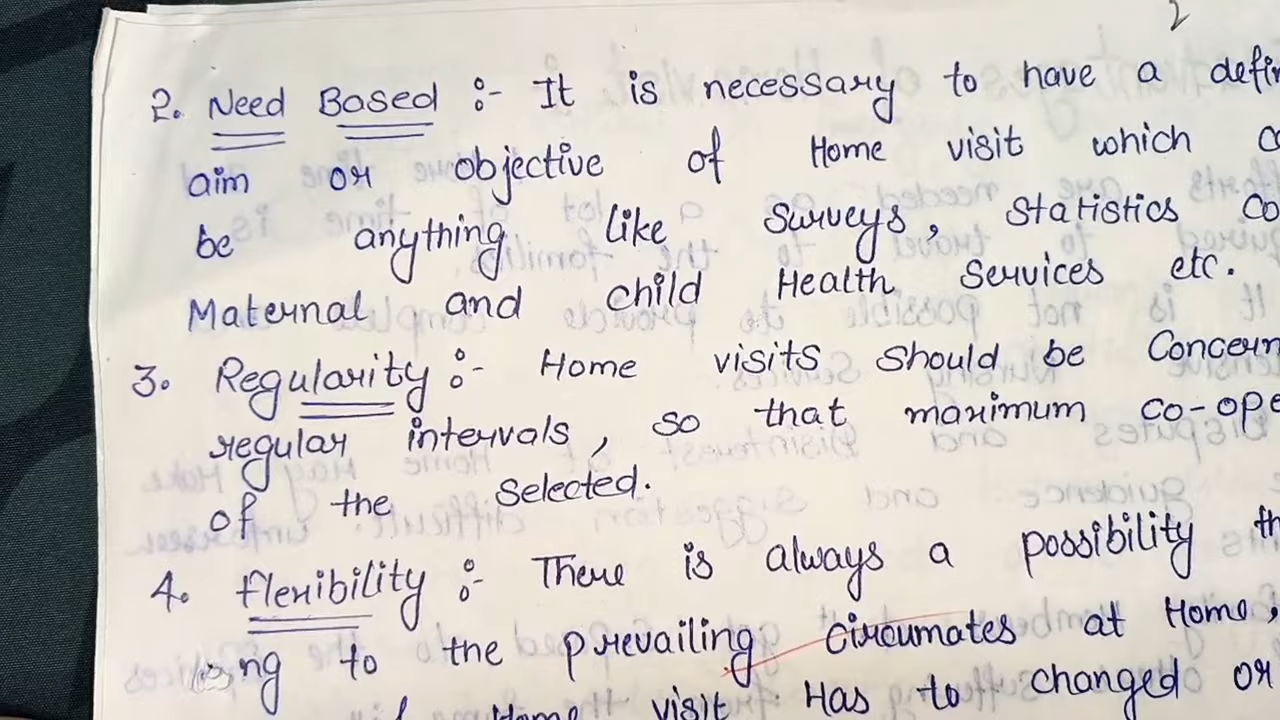 2
2. Need Based :- It is necessary to have a defin
aim or objective of Home visit which
be anything like Surveys, Statistics Co
Maternal and child Health Services etc.
3. Regularity :- Home visits should be Concern
regular intervals, so that maximum co-ope
of the selected.
4. flexibility :- There is always a possibility th
ng to the prevailing circumates at Home,
Home visit Has to changed or